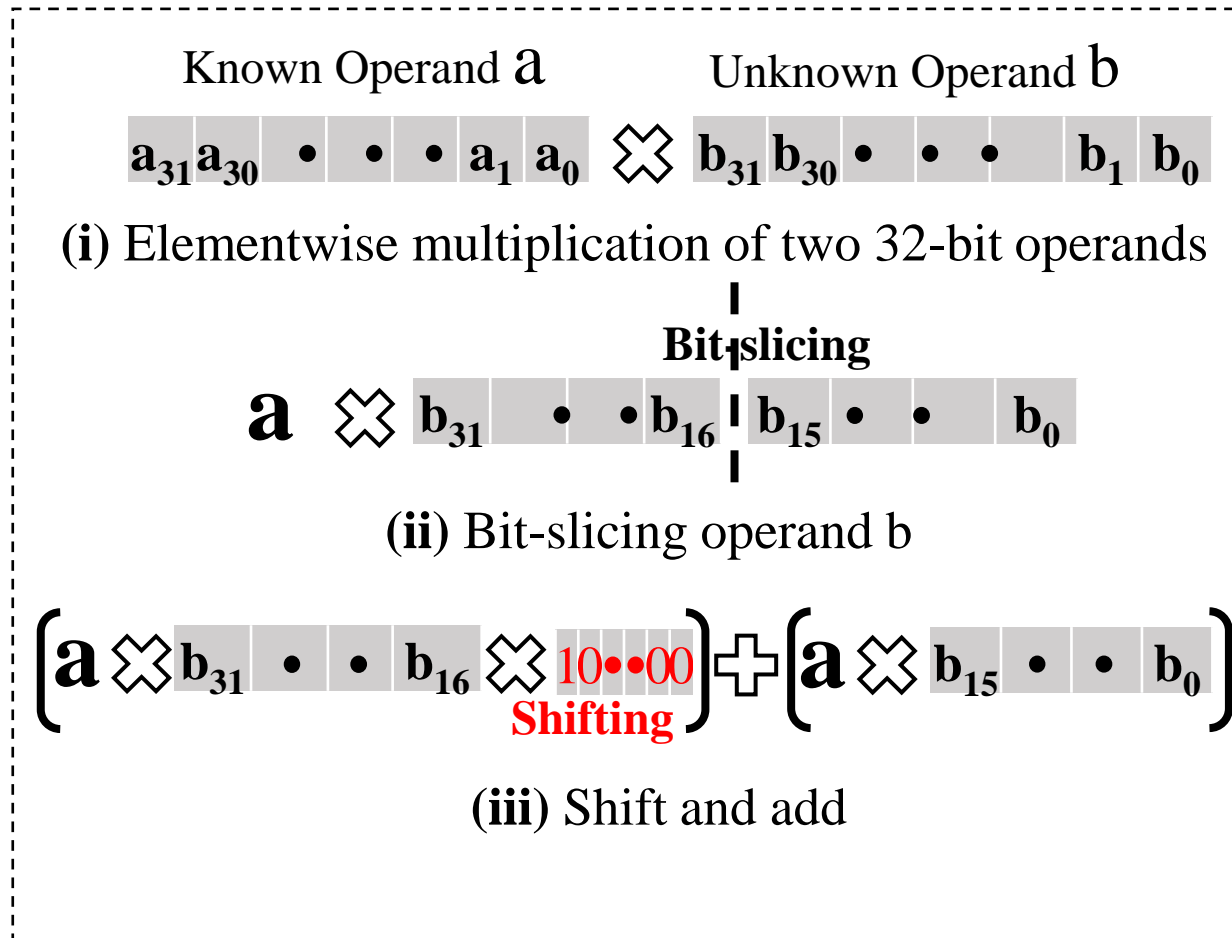 Known Operand a Unknown Operand b
a31 a30 • • • a1 a0 × b31 b30 • • • b1 b0
(i) Elementwise multiplication of two 32-bit operands
Bit-slicing
a × b31 • • b16 b15 • • b0
(ii) Bit-slicing operand b
(a × b31 • • b16 × 10••00) + (a × b15 • • b0)
Shifting
(iii) Shift and add